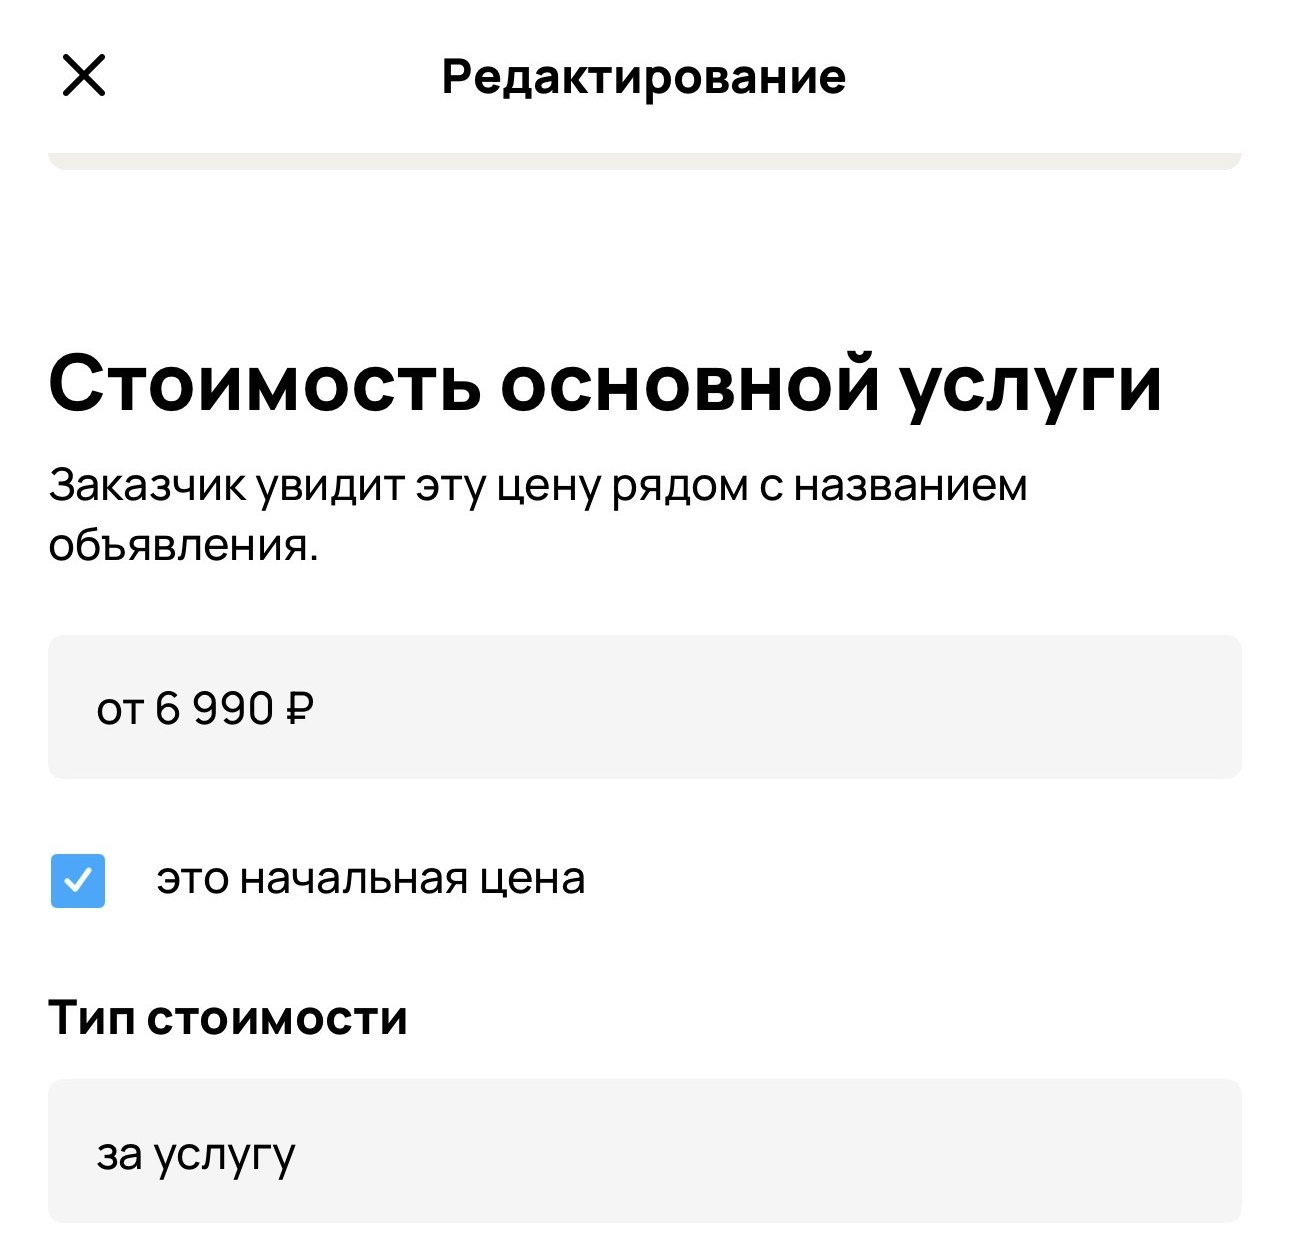 Редактирование
Стоимость основной услуги
Заказчик увидит эту цену рядом с названием
объявления.
от 6 990 ₽
это начальная цена
Тип стоимости
за услугу